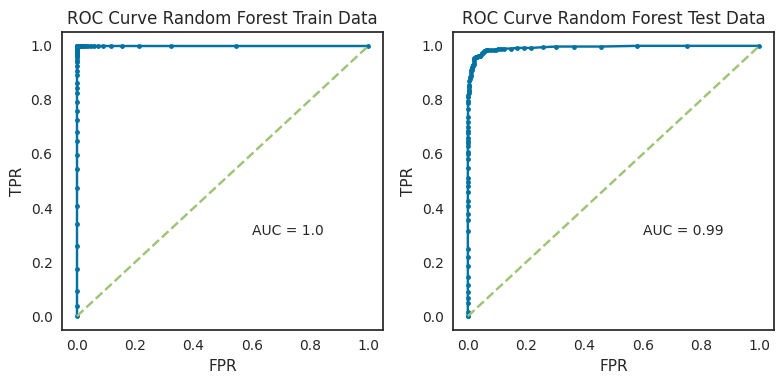 ROC Curve Random Forest Train Data
1.0
0.8
0.6
0.4
0.2
0.0
TPR
AUC = 1.0
0.0 0.2 0.4 0.6 0.8 1.0
FPR
ROC Curve Random Forest Test Data
1.0
0.8
0.6
0.4
0.2
0.0
TPR
AUC = 0.99
0.0 0.2 0.4 0.6 0.8 1.0
FPR